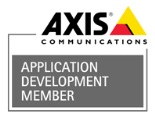 AXIS
COMMUNICATIONS
APPLICATION
DEVELOPMENT
MEMBER